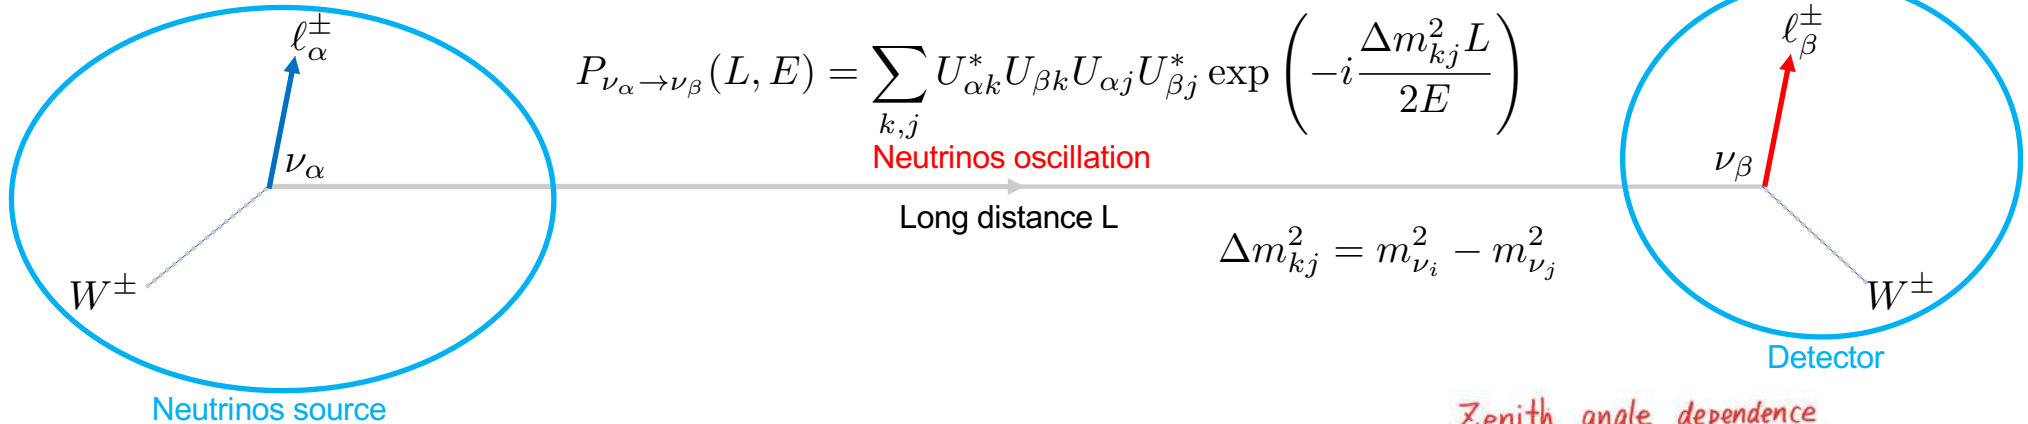 ℓ_α^±
ν_α
W^±
Neutrinos source
P_{ν_α→ν_β}(L, E) = ∑_{k,j} U*_{αk} U_{βk} U_{αj} U*_{βj} exp(−i Δm²_{kj} L / 2E)
Neutrinos oscillation
Long distance L
Δm²_{kj} = m²_{ν_i} − m²_{ν_j}
ℓ_β^±
ν_β
W^±
Detector
Zenith angle dependence